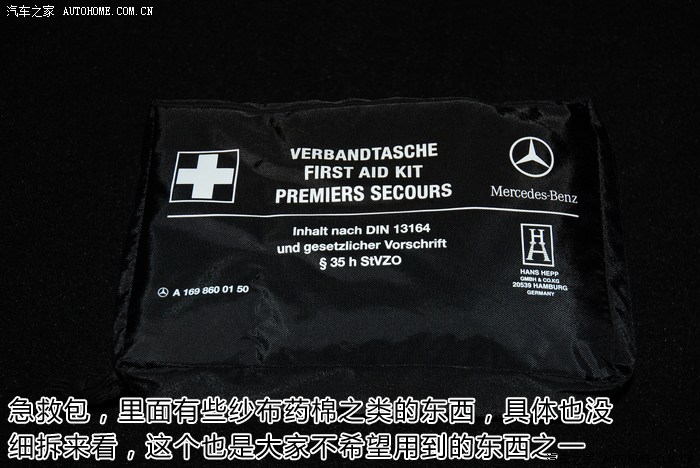 汽车之家 AUTOHOME.COM.CN
VERBANDTASCHE
FIRST AID KIT
PREMIERS SECOURS
Mercedes-Benz
Inhalt nach DIN 13164
und gesetzlicher Vorschrift
§ 35 h StVZO
A 169 860 01 50
HH
HANS HEPP
GMBH & CO.KG
20539 HAMBURG
GERMANY
急救包，里面有些纱布药棉之类的东西，具体也没
细拆来看，这个也是大家不希望用到的东西之一